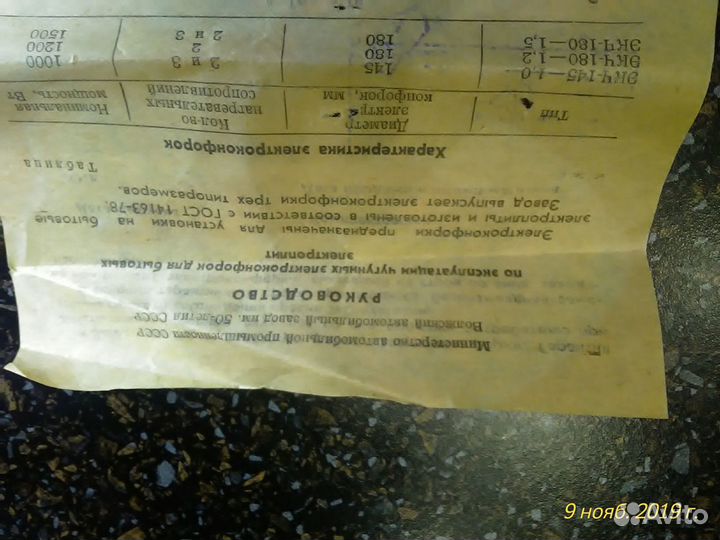 Министерство автомобильной промышленности СССР
Волжский автомобильный завод им. 50-летия СССР
РУКОВОДСТВО
по эксплуатации чугунных электроконфорок для бытовых
электроплит
Электроконфорки предназначены для установки на бытовые
электроплиты и изготовлены в соответствии с ГОСТ 14163-78.
Завод выпускает электроконфорки трех типоразмеров.
Таблица
Характеристика электроконфорок
Тип Диаметр электр. конфорок, мм Кол-во нагревательных сопротивлений Номинальная мощность, Вт
ЭКЧ-145—1,0 145 2 и 3 1000
ЭКЧ-180—1,2 180 2 1200
ЭКЧ-180—1,5 180 2 и 3 1500
9 нояб. 2019 г.
Avito